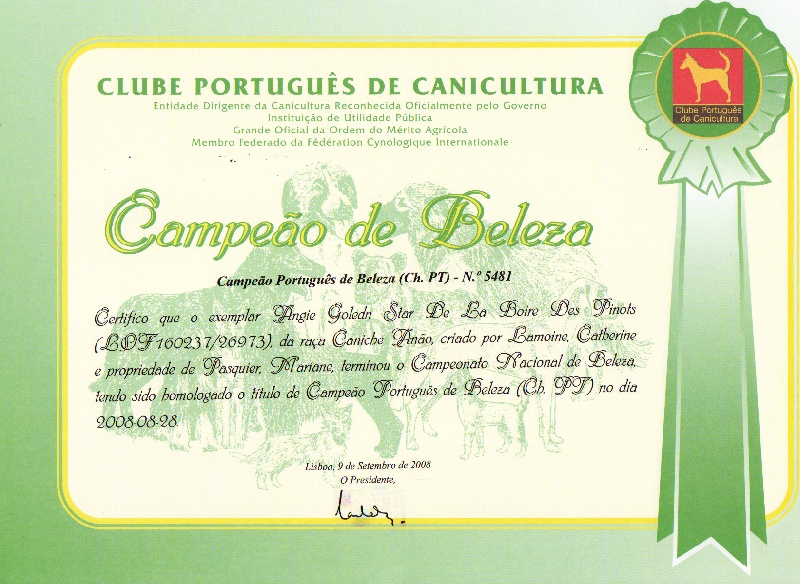 CLUBE PORTUGUÊS DE CANICULTURA
Entidade Dirigente da Canicultura Reconhecida Oficialmente pelo Governo
Instituição de Utilidade Pública
Grande Oficial da Ordem do Mérito Agrícola
Membro Federado da Fédération Cynologique Internationale
Clube Português
de Canicultura
Campeão de Beleza
Campeão Português de Beleza (Ch. PT) - N.º 5481
Certifico que o exemplar Angie Goledn Star De La Boire Des Pinots
(LOF160237/26973), da raça Caniche Anão, criado por Lamoine, Catherine
e propriedade de Pasquier, Mariane, terminou o Campeonato Nacional de Beleza,
tendo sido homologado o título de Campeão Português de Beleza (Ch. PT) no dia
2008-08-28.
Lisboa, 9 de Setembro de 2008
O Presidente,